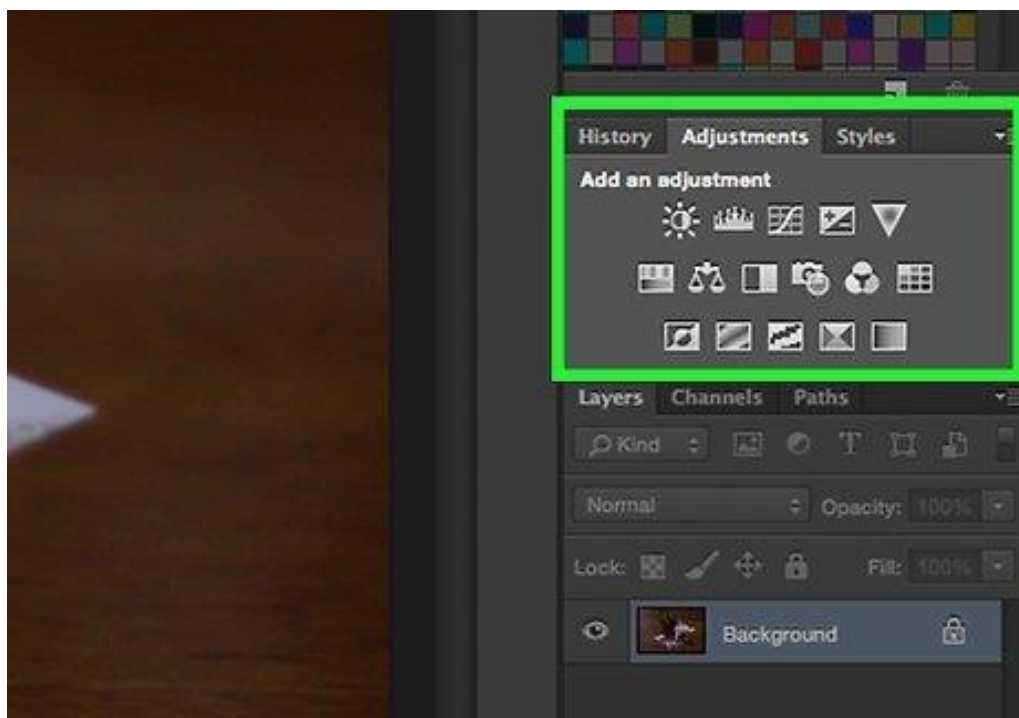 History Adjustments Styles
Add an adjustment
Layers Channels Paths
Kind
Normal Opacity: 100%
Lock: Fill: 100%
Background